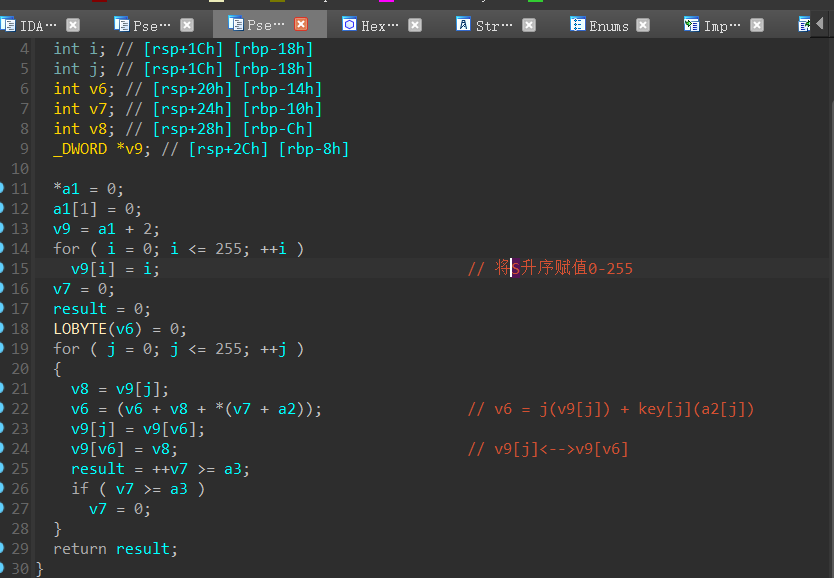 IDA… Pse… Pse… Hex… Str… Enums Imp…
4 int i; // [rsp+1Ch] [rbp-18h]
5 int j; // [rsp+1Ch] [rbp-18h]
6 int v6; // [rsp+20h] [rbp-14h]
7 int v7; // [rsp+24h] [rbp-10h]
8 int v8; // [rsp+28h] [rbp-Ch]
9 _DWORD *v9; // [rsp+2Ch] [rbp-8h]
10
11 *a1 = 0;
12 a1[1] = 0;
13 v9 = a1 + 2;
14 for ( i = 0; i <= 255; ++i )
15 v9[i] = i; // 将S升序赋值0-255
16 v7 = 0;
17 result = 0;
18 LOBYTE(v6) = 0;
19 for ( j = 0; j <= 255; ++j )
20 {
21 v8 = v9[j];
22 v6 = (v6 + v8 + *(v7 + a2)); // v6 = j(v9[j]) + key[j](a2[j])
23 v9[j] = v9[v6];
24 v9[v6] = v8; // v9[j]<-->v9[v6]
25 result = ++v7 >= a3;
26 if ( v7 >= a3 )
27 v7 = 0;
28 }
29 return result;
30 }